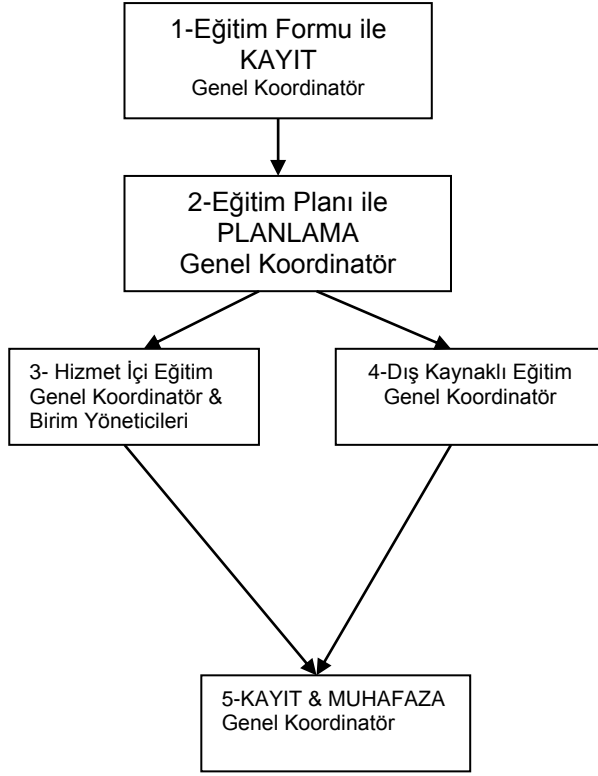 1-Eğitim Formu ile
KAYIT
Genel Koordinatör
2-Eğitim Planı ile
PLANLAMA
Genel Koordinatör
3- Hizmet İçi Eğitim
Genel Koordinatör &
Birim Yöneticileri
4-Dış Kaynaklı Eğitim
Genel Koordinatör
5-KAYIT & MUHAFAZA
Genel Koordinatör